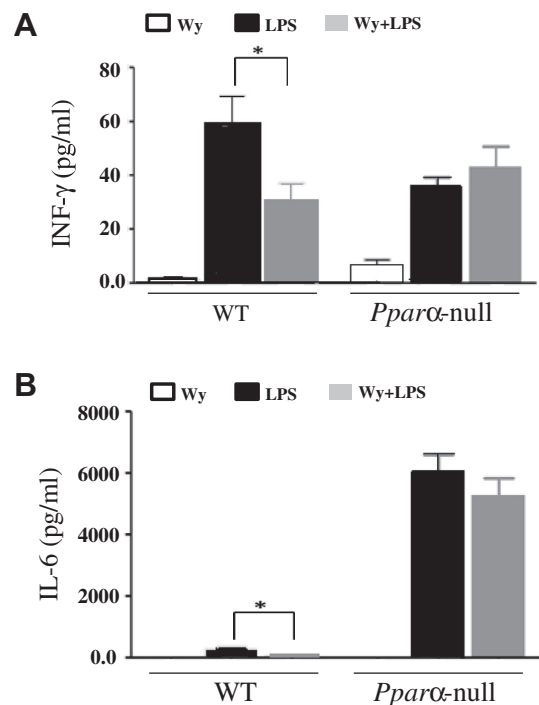 A
Wy LPS Wy+LPS
*
INF-γ (pg/ml)
80
60
40
20
0.0
WT Pparα-null
B
Wy LPS Wy+LPS
*
IL-6 (pg/ml)
8000
6000
4000
2000
0.0
WT Pparα-null